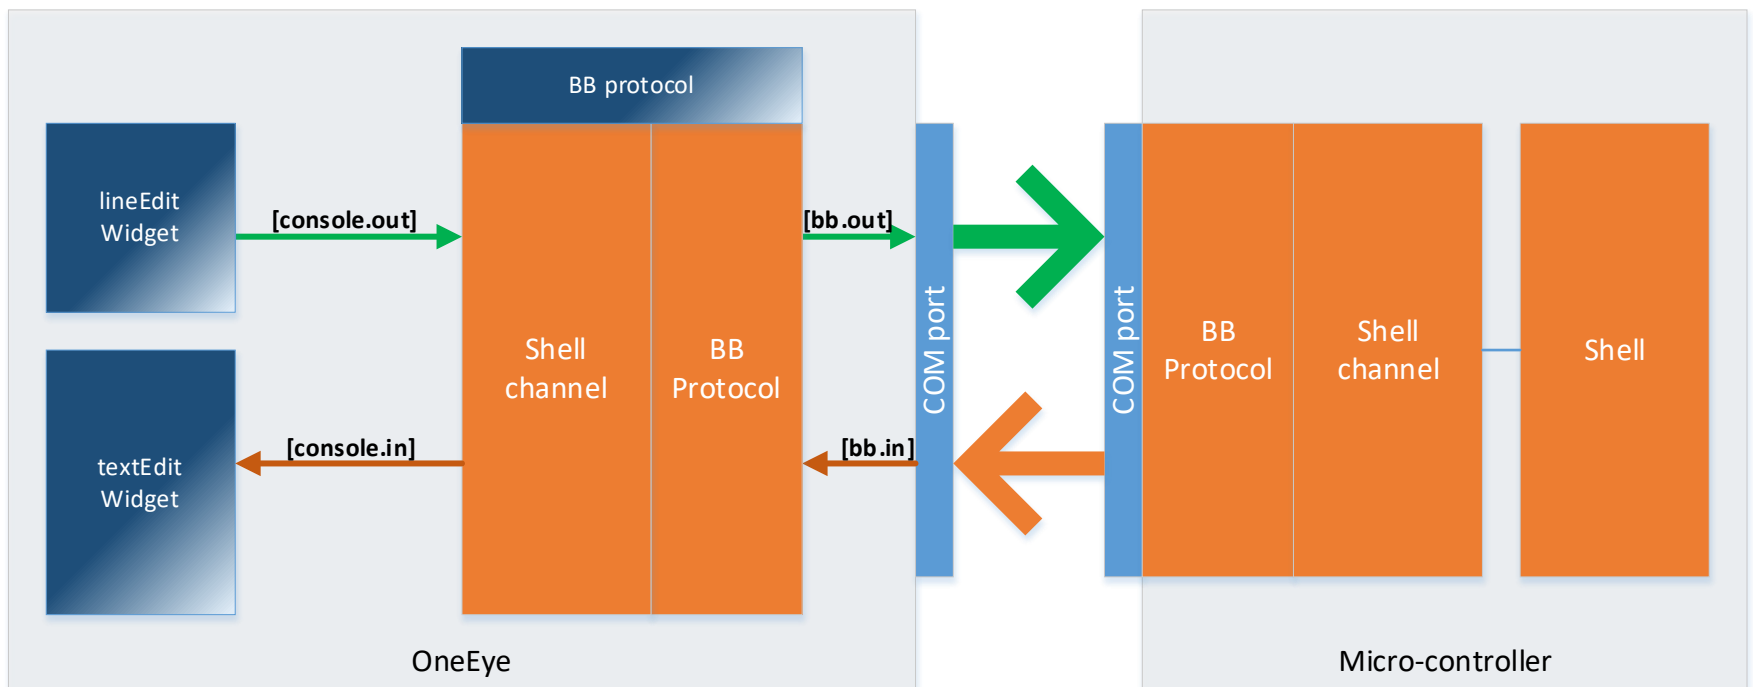 BB protocol
lineEdit
Widget
[console.out]
[bb.out]
Shell
channel
BB
Protocol
COM port
COM port
BB
Protocol
Shell
channel
Shell
textEdit
Widget
[console.in]
[bb.in]
OneEye
Micro-controller